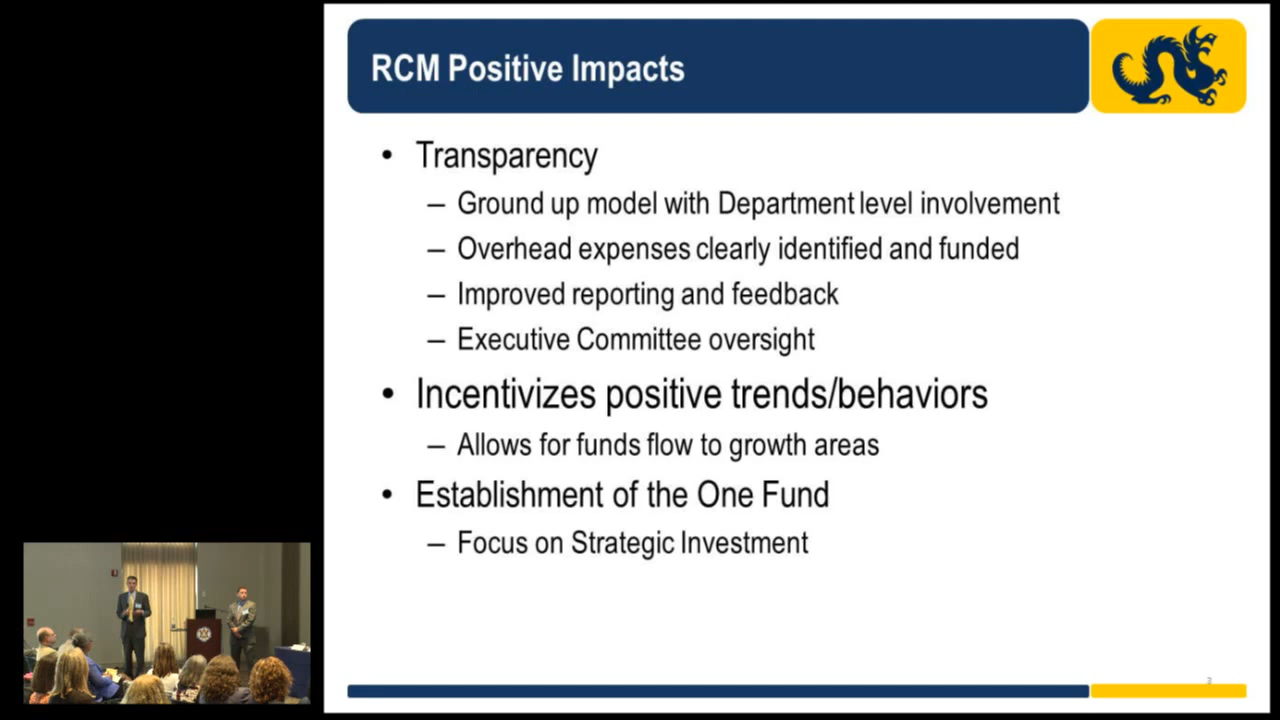 RCM Positive Impacts
• Transparency
– Ground up model with Department level involvement
– Overhead expenses clearly identified and funded
– Improved reporting and feedback
– Executive Committee oversight
• Incentivizes positive trends/behaviors
– Allows for funds flow to growth areas
• Establishment of the One Fund
– Focus on Strategic Investment
3